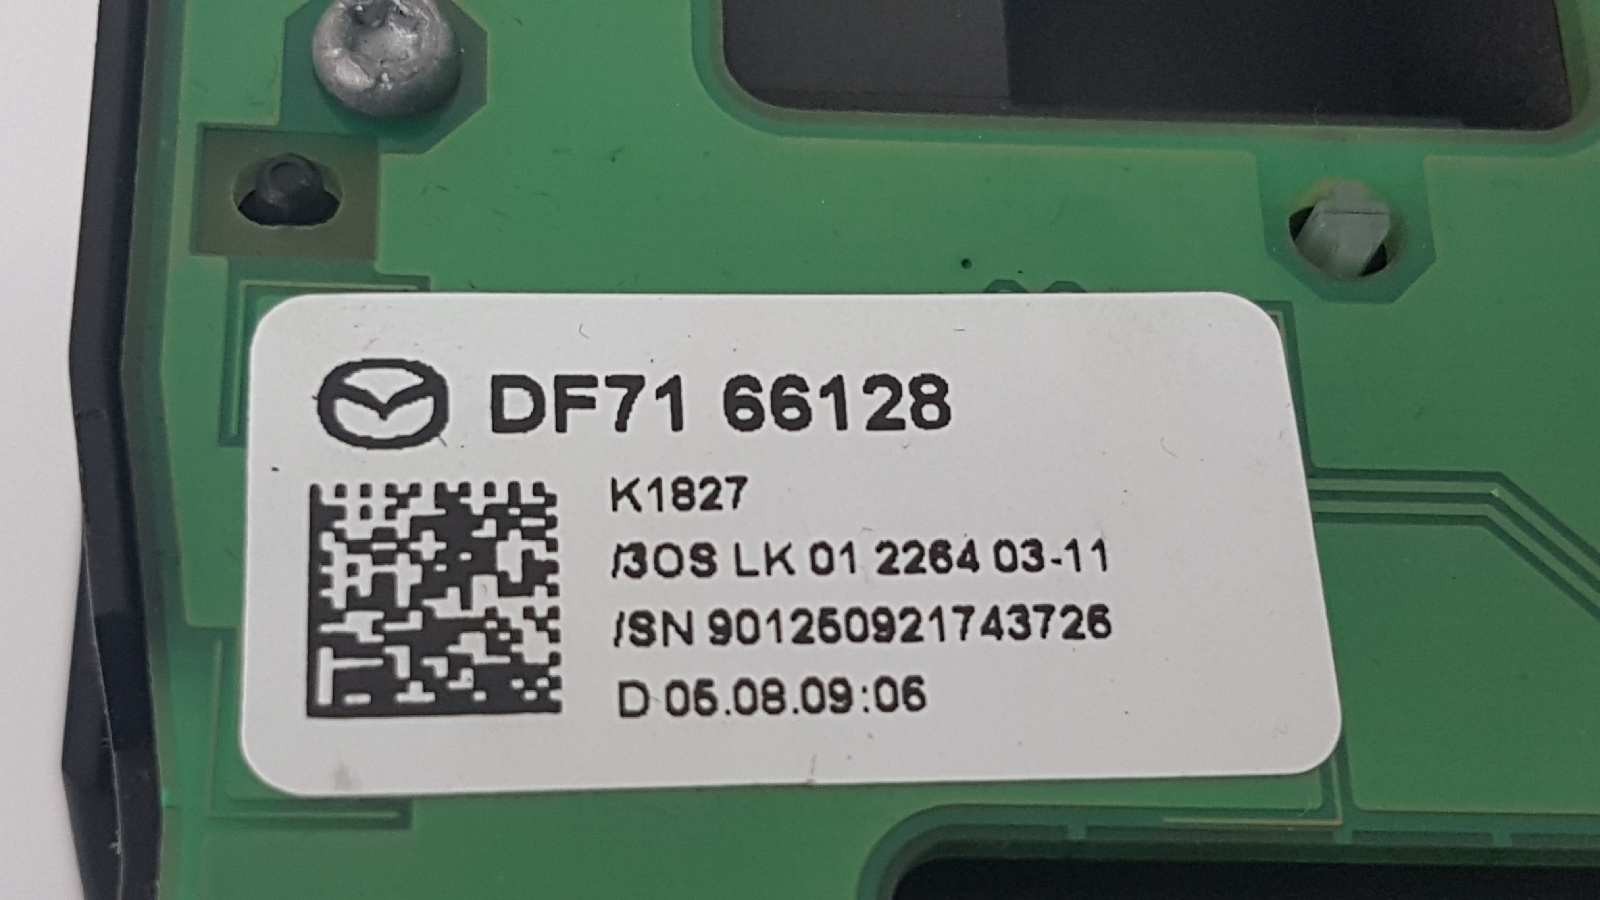 DF71 66128
K1827
/3OS LK 01 2264 03-11
/SN 901250921743726
D 05.08.09:06